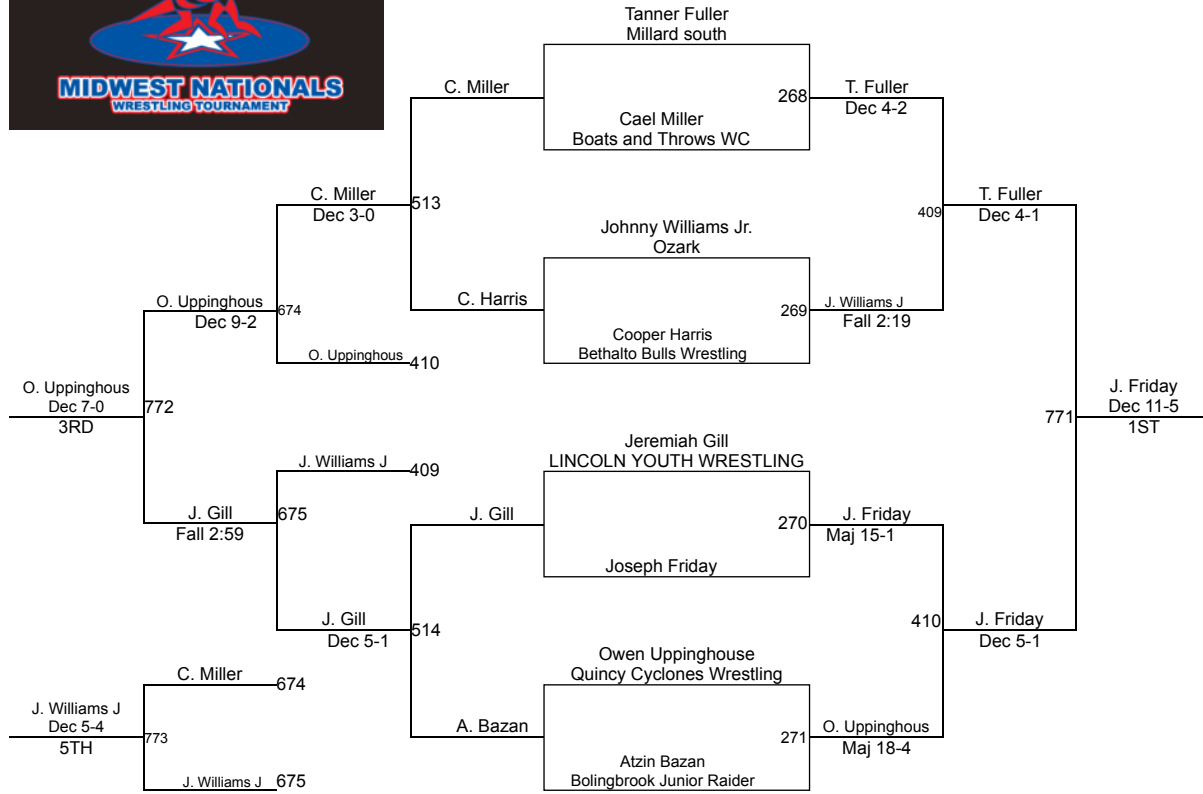 MIDWEST NATIONALS
WRESTLING TOURNAMENT
Tanner Fuller
Millard south
C. Miller
268
T. Fuller
Dec 4-2
Cael Miller
Boats and Throws WC
C. Miller
Dec 3-0
513
409
T. Fuller
Dec 4-1
Johnny Williams Jr.
Ozark
O. Uppinghous
Dec 9-2
674
C. Harris
269
J. Williams J
Fall 2:19
Cooper Harris
Bethalto Bulls Wrestling
O. Uppinghous
410
O. Uppinghous
Dec 7-0
3RD
772
771
J. Friday
Dec 11-5
1ST
Jeremiah Gill
LINCOLN YOUTH WRESTLING
J. Williams J
409
J. Gill
Fall 2:59
675
J. Gill
270
J. Friday
Maj 15-1
Joseph Friday
J. Gill
Dec 5-1
514
410
J. Friday
Dec 5-1
Owen Uppinghouse
Quincy Cyclones Wrestling
C. Miller
674
J. Williams J
Dec 5-4
5TH
773
A. Bazan
271
O. Uppinghous
Maj 18-4
Atzin Bazan
Bolingbrook Junior Raider
J. Williams J
675